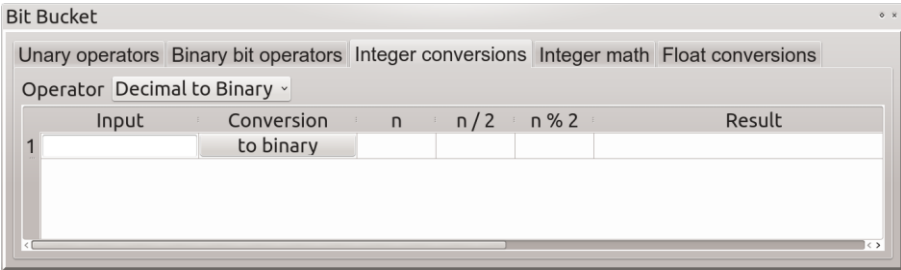 Bit Bucket
Unary operators Binary bit operators Integer conversions Integer math Float conversions
Operator Decimal to Binary
Input Conversion n n / 2 n % 2 Result
1 to binary